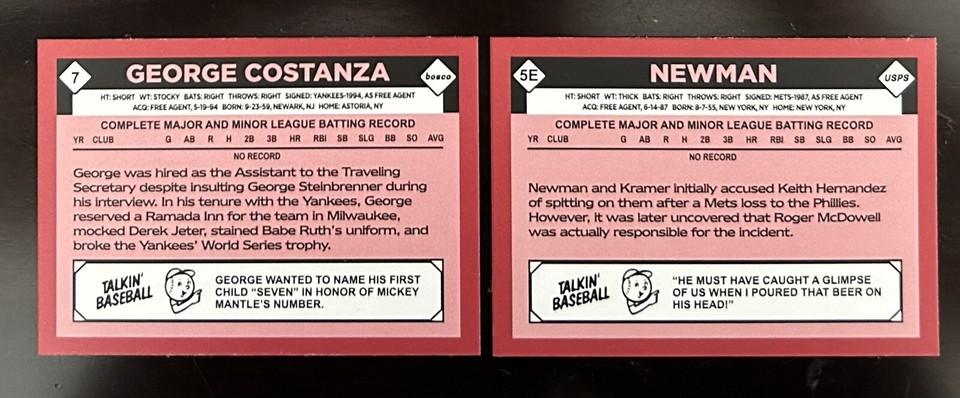 7
GEORGE COSTANZA
bosco
HT: SHORT WT: STOCKY BATS: RIGHT THROWS: RIGHT SIGNED: YANKEES-1994, AS FREE AGENT
ACQ: FREE AGENT, 5-19-94 BORN: 9-23-59, NEWARK, NJ HOME: ASTORIA, NY
COMPLETE MAJOR AND MINOR LEAGUE BATTING RECORD
YR CLUB G AB R H 2B 3B HR RBI SB SLG BB SO AVG
NO RECORD
George was hired as the Assistant to the Traveling
Secretary despite insulting George Steinbrenner during
his interview. In his tenure with the Yankees, George
reserved a Ramada Inn for the team in Milwaukee,
mocked Derek Jeter, stained Babe Ruth's uniform, and
broke the Yankees' World Series trophy.
TALKIN'
BASEBALL
GEORGE WANTED TO NAME HIS FIRST
CHILD "SEVEN" IN HONOR OF MICKEY
MANTLE'S NUMBER.
5E
NEWMAN
USPS
HT: SHORT WT: THICK BATS: RIGHT THROWS: RIGHT SIGNED: METS-1987, AS FREE AGENT
ACQ: FREE AGENT, 6-14-87 BORN: 8-7-55, NEW YORK, NY HOME: NEW YORK, NY
COMPLETE MAJOR AND MINOR LEAGUE BATTING RECORD
YR CLUB G AB R H 2B 3B HR RBI SB SLG BB SO AVG
NO RECORD
Newman and Kramer initially accused Keith Hernandez
of spitting on them after a Mets loss to the Phillies.
However, it was later uncovered that Roger McDowell
was actually responsible for the incident.
TALKIN'
BASEBALL
"HE MUST HAVE CAUGHT A GLIMPSE
OF US WHEN I POURED THAT BEER ON
HIS HEAD!"